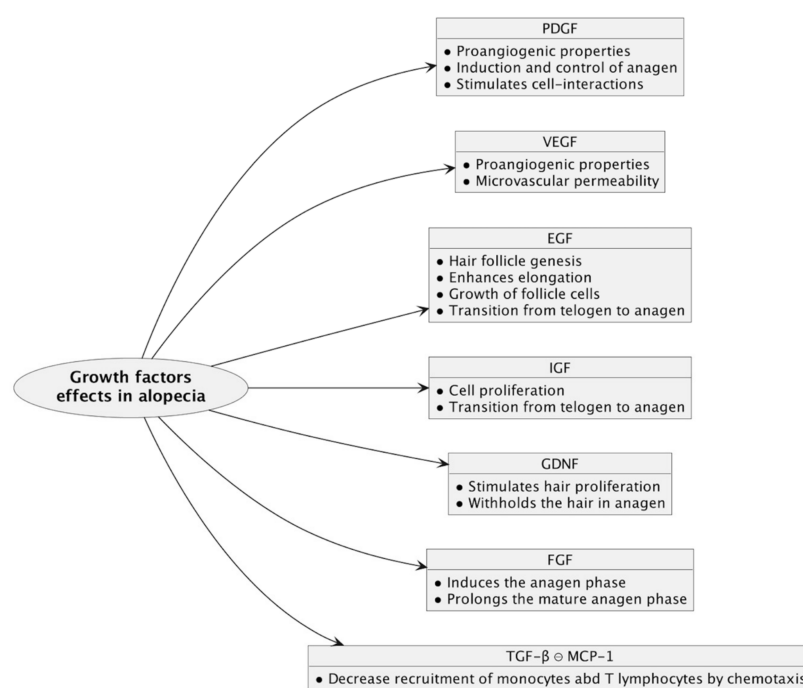 PDGF
• Proangiogenic properties
• Induction and control of anagen
• Stimulates cell-interactions
VEGF
• Proangiogenic properties
• Microvascular permeability
EGF
• Hair follicle genesis
• Enhances elongation
• Growth of follicle cells
• Transition from telogen to anagen
Growth factors
effects in alopecia
IGF
• Cell proliferation
• Transition from telogen to anagen
GDNF
• Stimulates hair proliferation
• Withholds the hair in anagen
FGF
• Induces the anagen phase
• Prolongs the mature anagen phase
TGF-β ⊖ MCP-1
• Decrease recruitment of monocytes abd T lymphocytes by chemotaxis